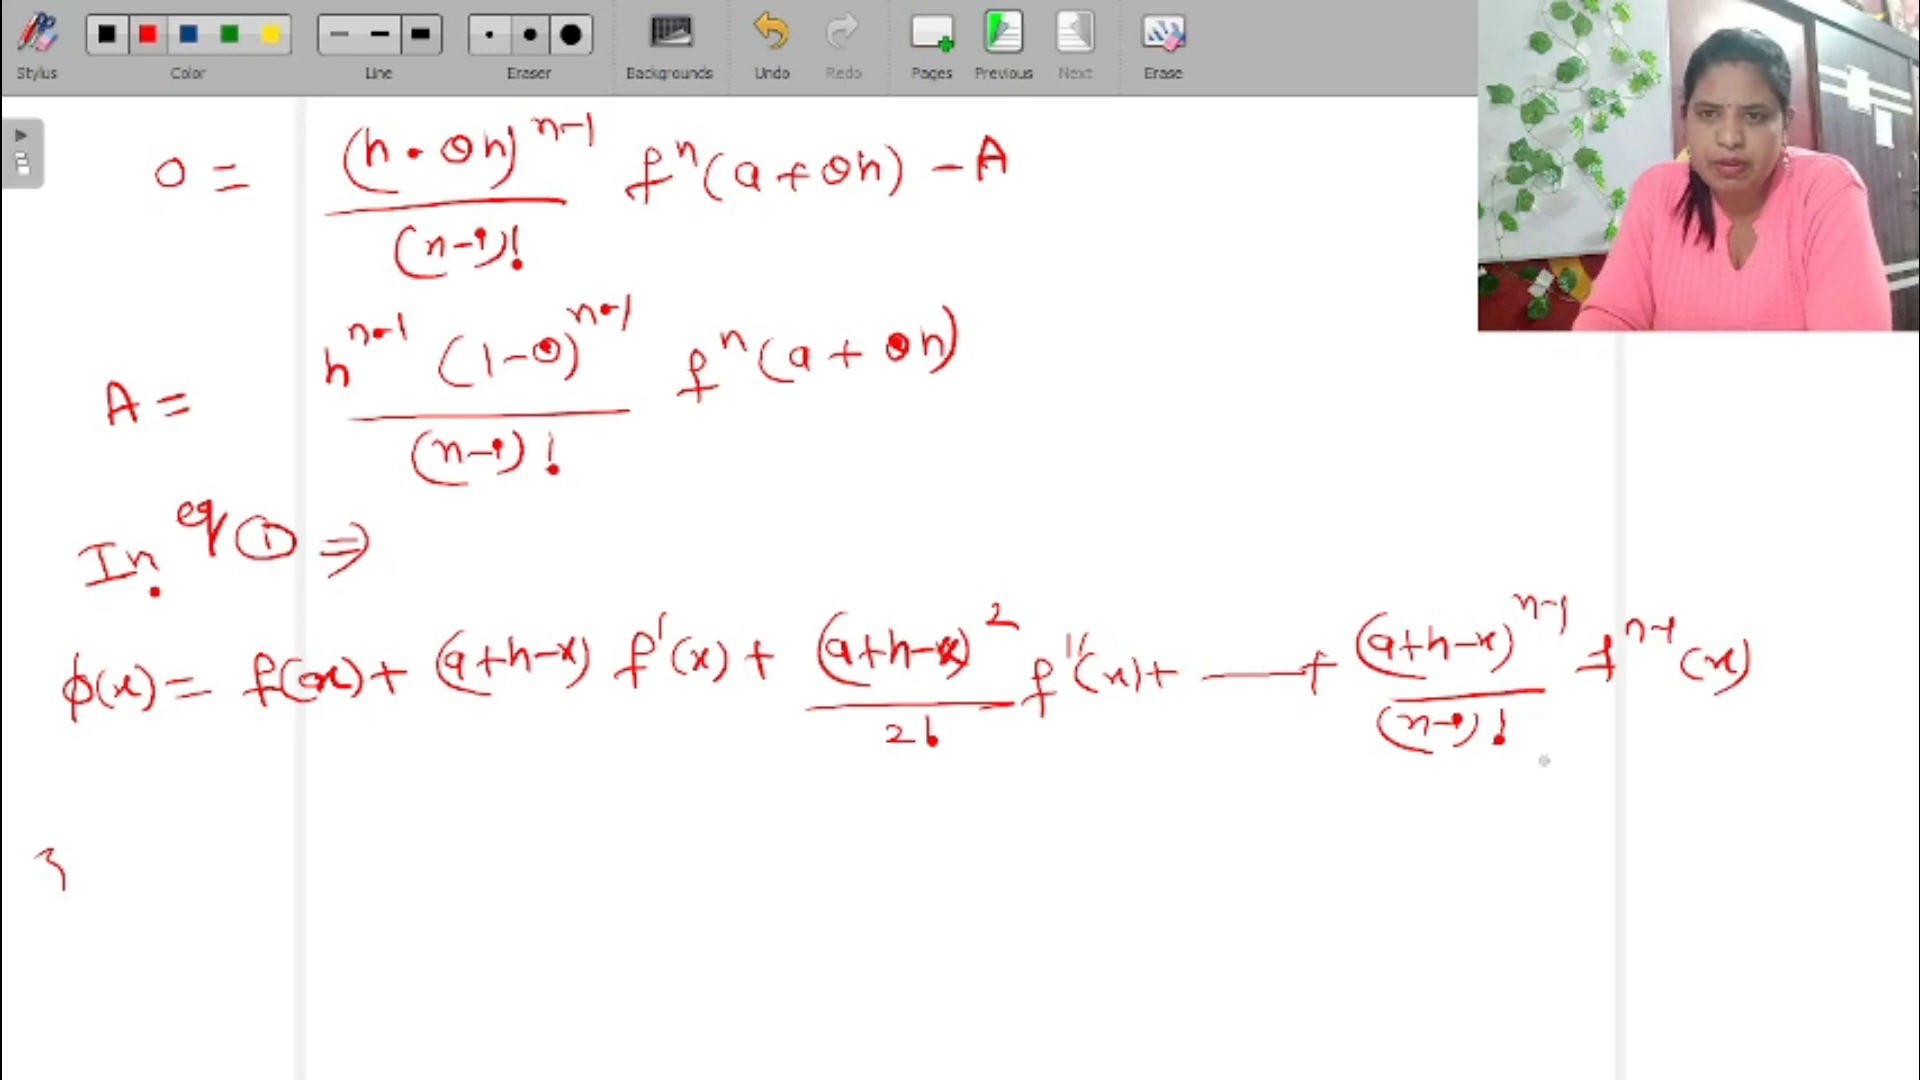 Stylus Color Line Eraser Backgrounds Undo Redo Pages Previous Next Erase
0 = (h - θh)^{n-1} / (n-1)! f^n (a + θh) - A
A = h^{n-1} (1-θ)^{n-1} / (n-1)! f^n (a + θh)
In eq ① ⇒
φ(x) = f(x) + (a+h-x) f'(x) + (a+h-x)^2 / 2! f''(x) + —— + (a+h-x)^{n-1} / (n-1)! f^{n-1} (x)